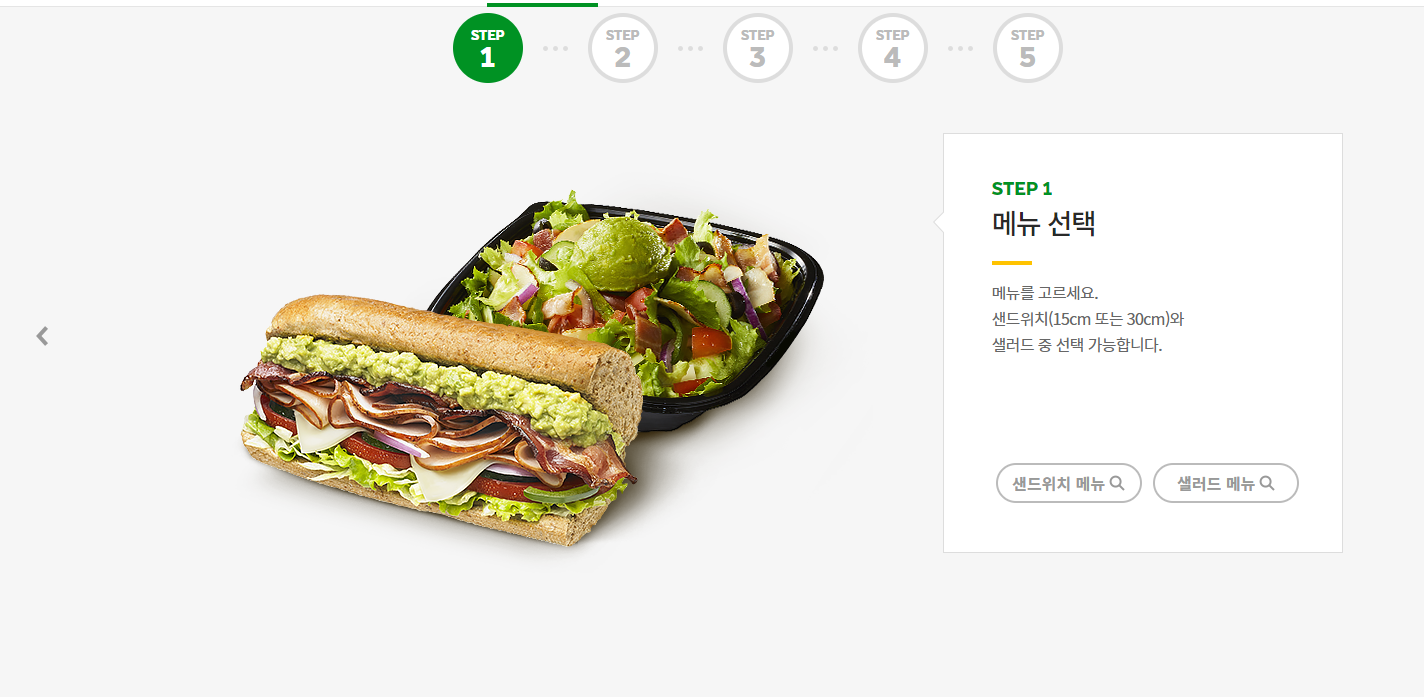 STEP
1
STEP
2
STEP
3
STEP
4
STEP
5
STEP 1
메뉴 선택
메뉴를 고르세요.
샌드위치(15cm 또는 30cm)와
샐러드 중 선택 가능합니다.
샌드위치 메뉴
샐러드 메뉴